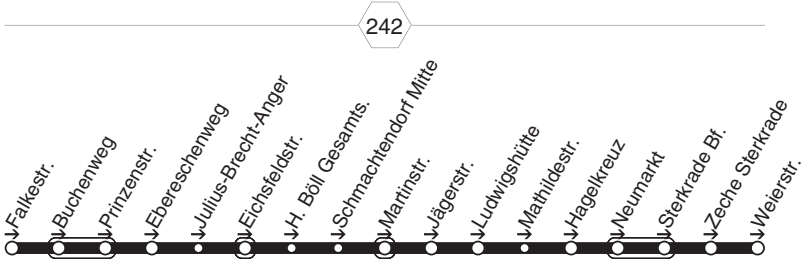 242
Falkestr.
Buchenweg
Prinzenstr.
Ebereschenweg
Julius-Brecht-Anger
Eichsfeldstr.
H. Böll Gesamts.
Schmachtendorf Mitte
Martinstr.
Jägerstr.
Ludwigshütte
Mathildestr.
Hagelkreuz
Neumarkt
Sterkrade Bf.
Zeche Sterkrade
Weierstr.